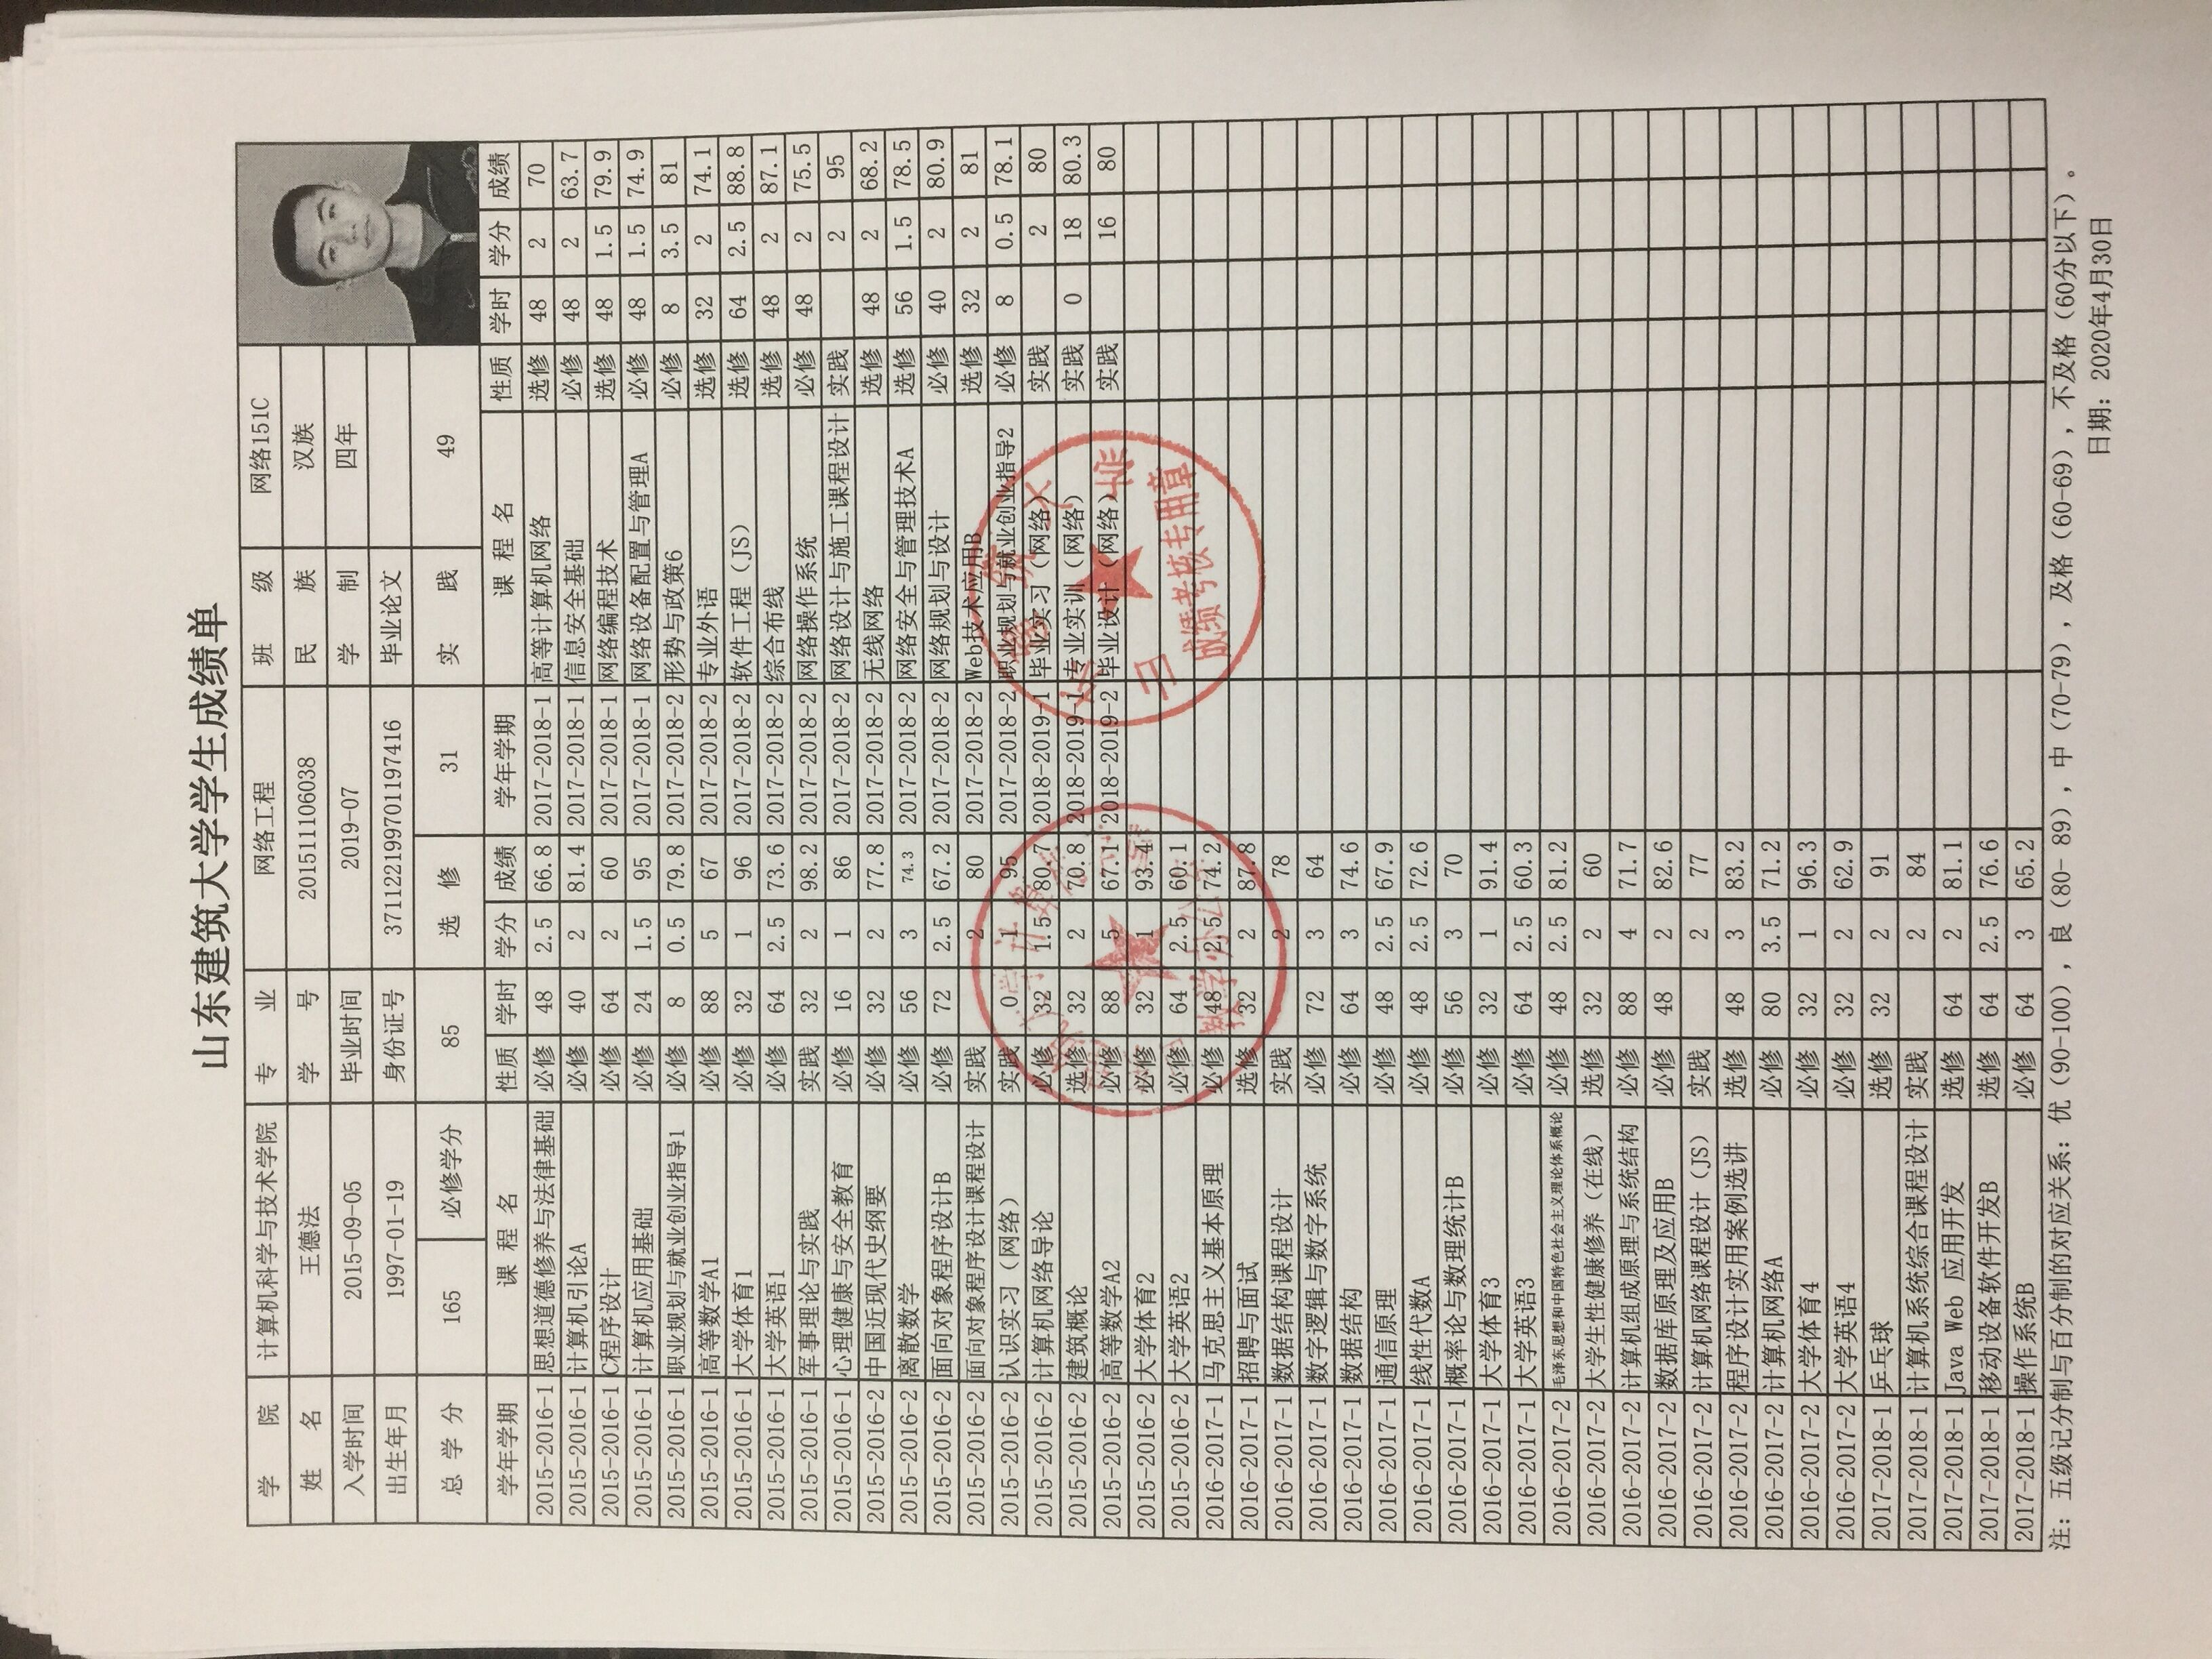 山东建筑大学学生成绩单
学 院 计算机科学与技术学院 专 业 网络工程 班 级 网络151C
姓 名 王德法 学 号 20151110603​8 民 族 汉族
入学时间 2015-09-05 毕业时间 2019-07 学 制 四年
出生年月 1997-01-19 身份证号 371122199701197416 毕业论文
总 学 分 165 必修学分 85 选 修 31 实 践 49
学年学期 课 程 名 性质 学时 学分 成绩 学年学期 课 程 名 性质 学时 学分 成绩
2015-2016-1 思想道德修养与法律基础 必修 48 2.5 66.8 2017-2018-1 高等计算机网络 选修 48 2 70
2015-2016-1 计算机引论A 必修 40 2 81.4 2017-2018-1 信息安全基础 必修 48 2 63.7
2015-2016-1 C程序设计 必修 64 2 60 2017-2018-1 网络编程技术 选修 48 1.5 79.9
2015-2016-1 计算机应用基础 必修 24 1.5 95 2017-2018-1 网络设备配置与管理A 必修 48 1.5 74.9
2015-2016-1 职业规划与就业创业指导1 必修 8 0.5 79.8 2017-2018-2 形势与政策6 必修 8 3.5 81
2015-2016-1 高等数学A1 必修 88 5 67 2017-2018-2 专业外语 选修 32 2 74.1
2015-2016-1 大学体育1 必修 32 1 96 2017-2018-2 软件工程（JS） 选修 64 2.5 88.8
2015-2016-1 大学英语1 必修 64 2.5 73.6 2017-2018-2 综合布线 选修 48 2 87.1
2015-2016-1 军事理论与实践 实践 32 2 98.2 2017-2018-2 网络操作系统 必修 48 2 75.5
2015-2016-1 心理健康与安全教育 必修 16 1 86 2017-2018-2 网络设计与施工课程设计 实践 2 95
2015-2016-2 中国近现代史纲要 必修 32 2 77.8 2017-2018-2 无线网络 选修 48 2 68.2
2015-2016-2 离散数学 必修 56 3 74.3 2017-2018-2 网络安全与管理技术A 选修 56 1.5 78.5
2015-2016-2 面向对象程序设计B 必修 72 2.5 67.2 2017-2018-2 网络规划与设计 必修 40 2 80.9
2015-2016-2 面向对象程序设计课程设计 实践 2 80 2017-2018-2 Web技术应用B 选修 32 2 81
2015-2016-2 认识实习（网络） 实践 0 1 95 2017-2018-2 职业规划与就业创业指导2 必修 8 0.5 78.1
2015-2016-2 计算机网络导论 必修 32 1.5 80.7 2018-2019-1 毕业实习（网络） 实践 2 80
2015-2016-2 建筑概论 选修 32 2 70.8 2018-2019-1 专业实训（网络） 实践 0 18 80.3
2015-2016-2 高等数学A2 必修 88 5 67.1 2018-2019-2 毕业设计（网络） 实践 16 80
2015-2016-2 大学体育2 必修 32 1 93.4
2015-2016-2 大学英语2 必修 64 2.5 60.1
2016-2017-1 马克思主义基本原理 必修 48 2.5 74.2
2016-2017-1 招聘与面试 选修 32 2 87.8
2016-2017-1 数据结构课程设计 实践 2 78
2016-2017-1 数字逻辑与数字系统 必修 72 3 64
2016-2017-1 数据结构 必修 64 3 74.6
2016-2017-1 通信原理 必修 48 2.5 67.9
2016-2017-1 线性代数A 必修 48 2.5 72.6
2016-2017-1 概率论与数理统计B 必修 56 3 70
2016-2017-1 大学体育3 必修 32 1 91.4
2016-2017-1 大学英语3 必修 64 2.5 60.3
2016-2017-2 毛泽东思想和中国特色社会主义理论体系概论 必修 48 2.5 81.2
2016-2017-2 大学生性健康修养（在线） 选修 32 2 60
2016-2017-2 计算机组成原理与系统结构 必修 88 4 71.7
2016-2017-2 数据库原理及应用B 必修 48 2 82.6
2016-2017-2 计算机网络课程设计（JS） 实践 2 77
2016-2017-2 程序设计实用案例选讲 选修 48 3 83.2
2016-2017-2 计算机网络A 必修 80 3.5 71.2
2016-2017-2 大学体育4 必修 32 1 96.3
2016-2017-2 大学英语4 必修 32 2 62.9
2017-2018-1 乒乓球 选修 32 2 91
2017-2018-1 计算机系统综合课程设计 实践 2 84
2017-2018-1 Java Web 应用开发 选修 64 2 81.1
2017-2018-1 移动设备软件开发B 选修 64 2.5 76.6
2017-2018-1 操作系统B 必修 64 3 65.2
成绩考核专用章
教学办公室
注：五级记分制与百分制的对应关系：优（90-100），良（80- 89），中（70-79），及格（60-69），不及格（60分以下）。
日期：2020年4月30日